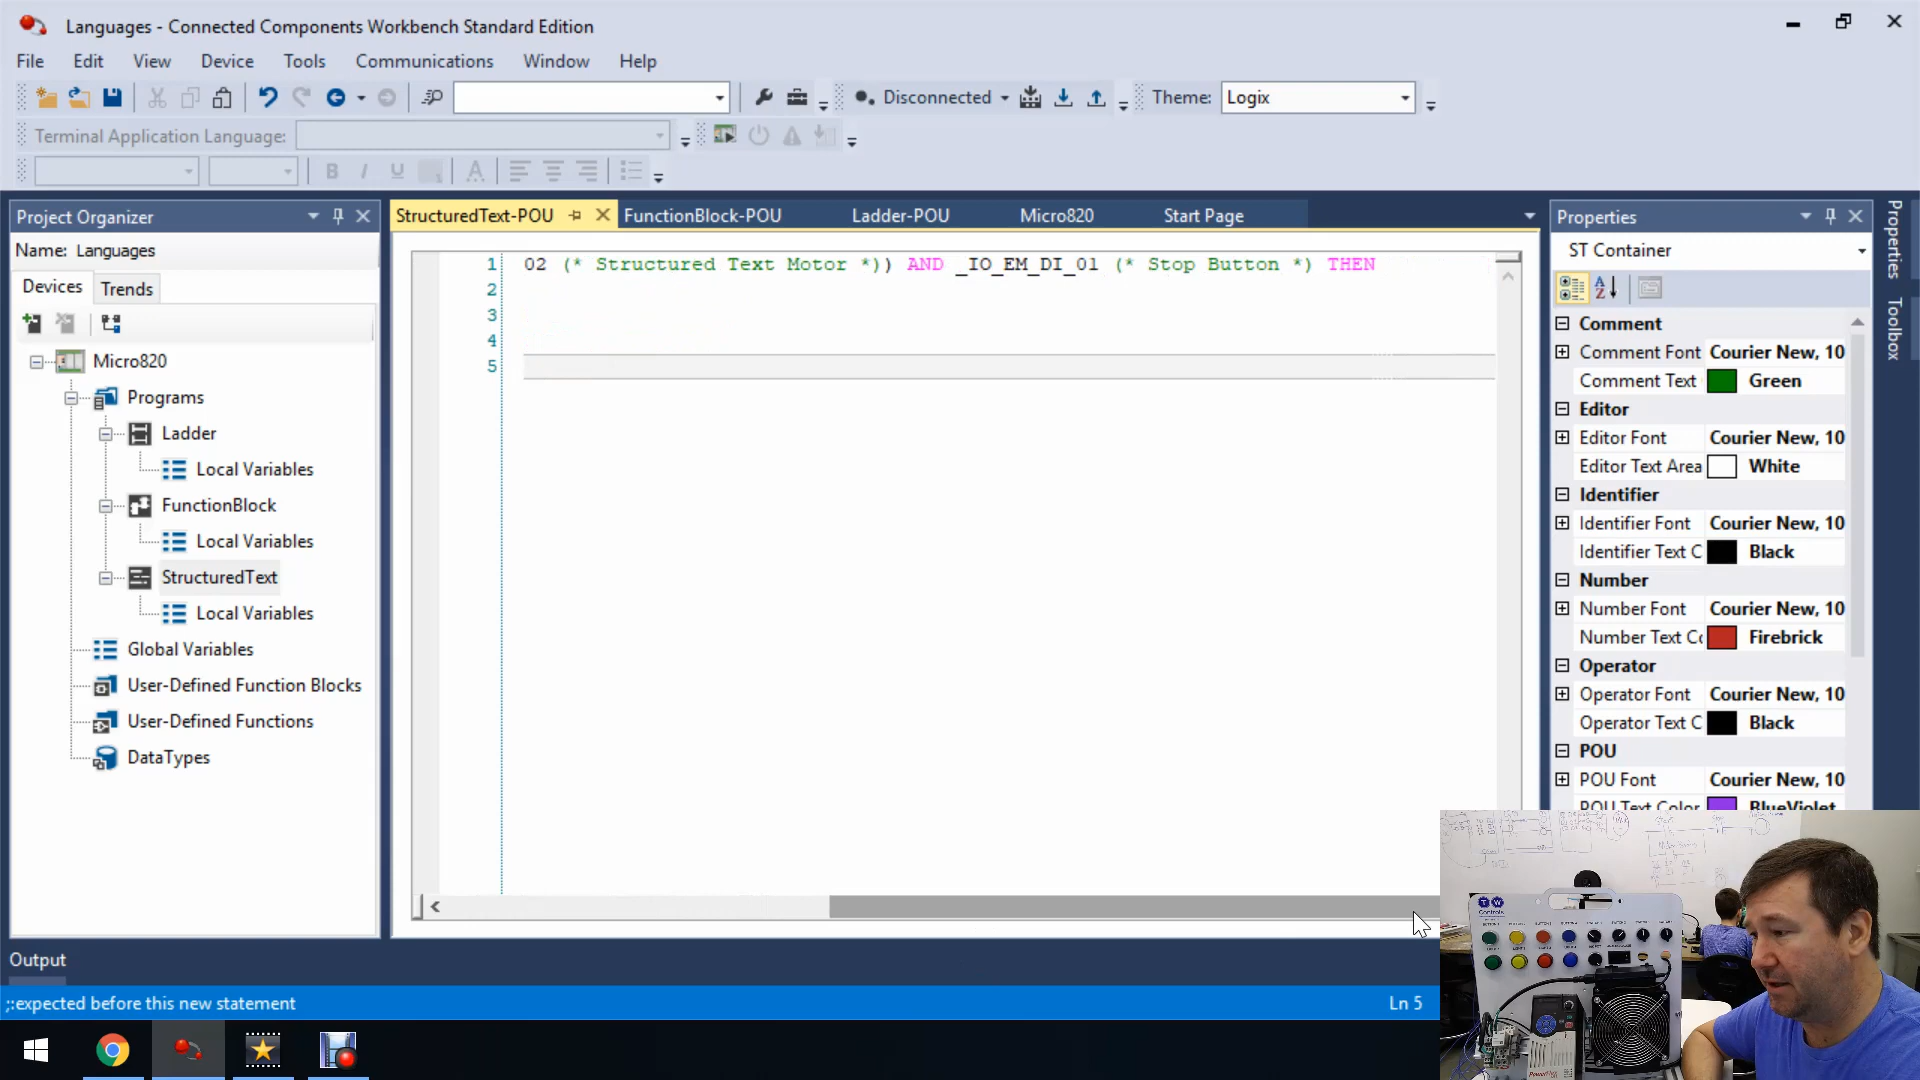 Languages - Connected Components Workbench Standard Edition
File Edit View Device Tools Communications Window Help
Disconnected Theme: Logix
Terminal Application Language:
B I U A
Project Organizer
Name: Languages
Devices Trends
Micro820
Programs
Ladder
Local Variables
FunctionBlock
Local Variables
StructuredText
Local Variables
Global Variables
User-Defined Function Blocks
User-Defined Functions
DataTypes
StructuredText-POU FunctionBlock-POU Ladder-POU Micro820 Start Page
1 02 (* Structured Text Motor *)) AND _IO_EM_DI_01 (* Stop Button *) THEN
2
3
4
5
Properties
ST Container
Comment
Comment Font Courier New, 10
Comment Text Green
Editor
Editor Font Courier New, 10
Editor Text Area White
Identifier
Identifier Font Courier New, 10
Identifier Text C Black
Number
Number Font Courier New, 10
Number Text Cc Firebrick
Operator
Operator Font Courier New, 10
Operator Text C Black
POU
POU Font Courier New, 10
POU Text Color BlueViolet
Properties
Toolbox
Output
;:expected before this new statement Ln 5
TW
Controls